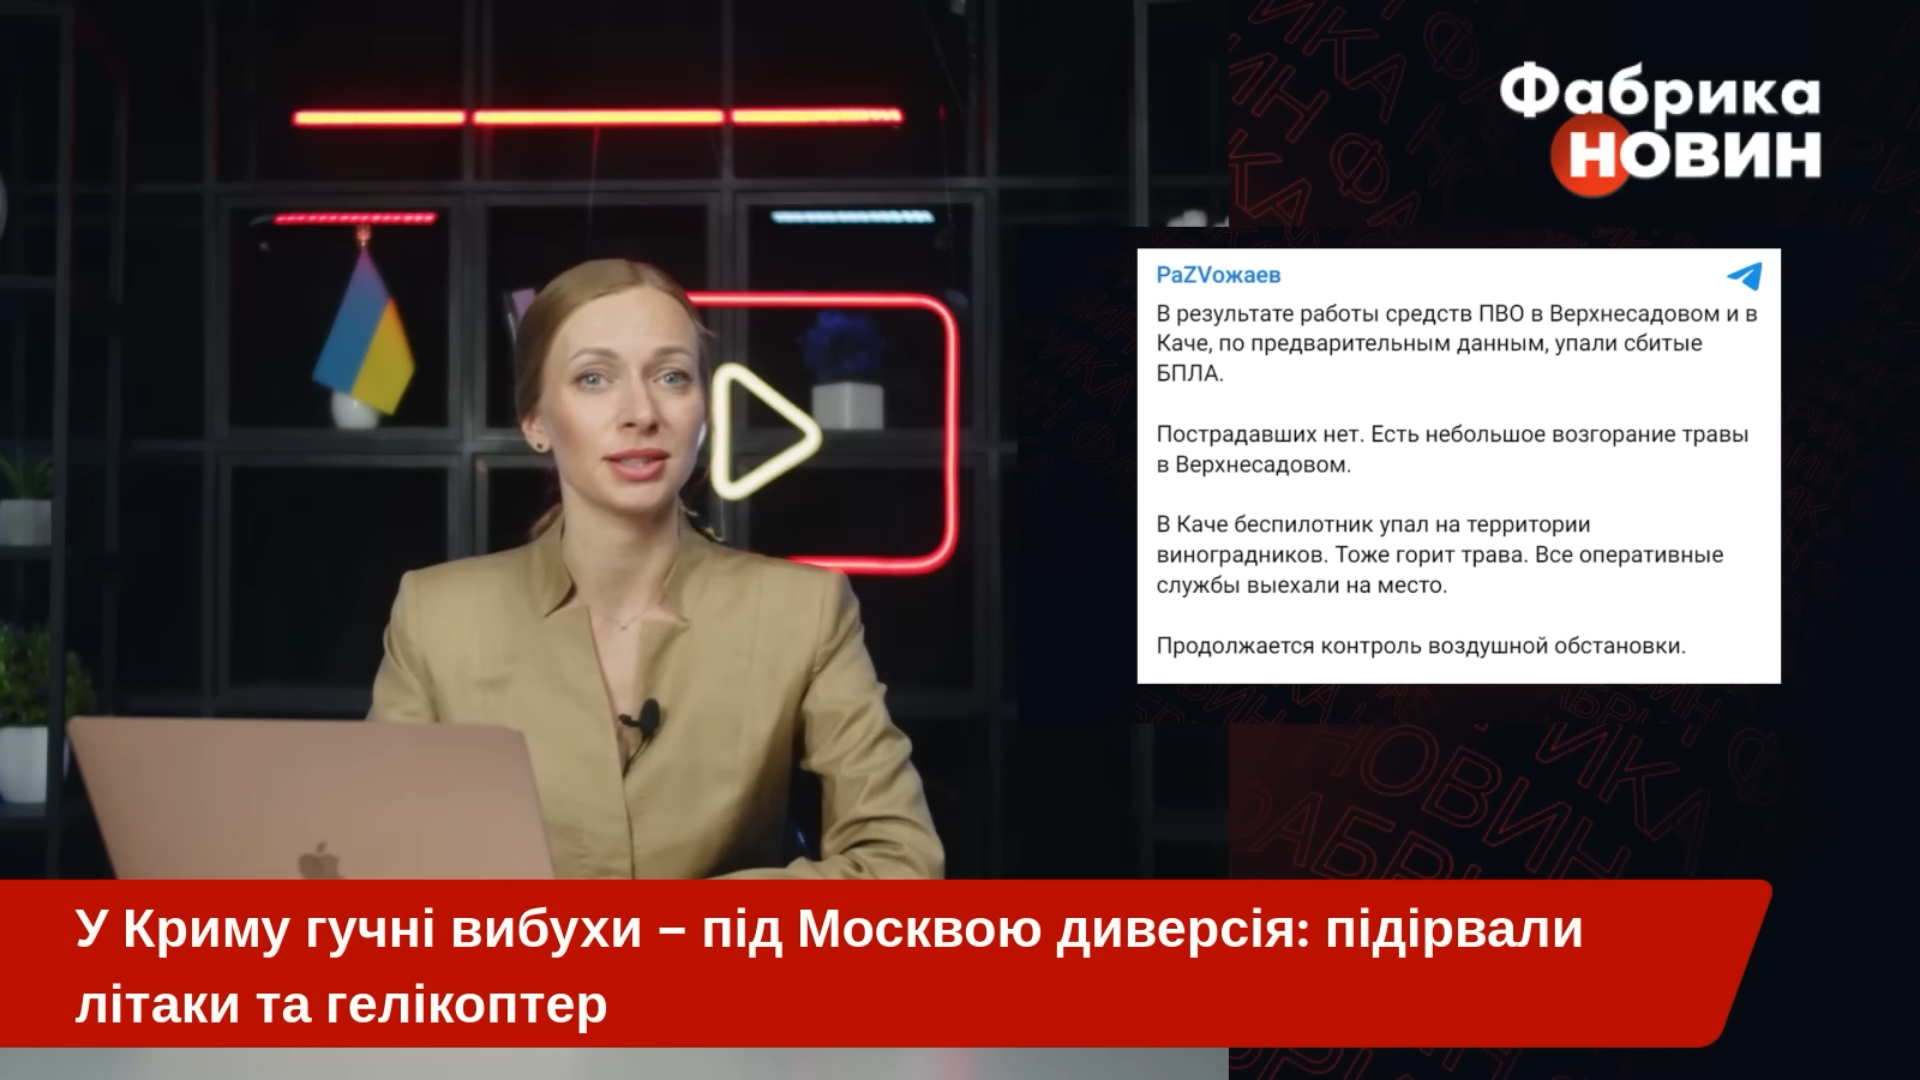 Фабрика
новин
РаZVожаев
В результате работы средств ПВО в Верхнесадовом и в
Каче, по предварительным данным, упали сбитые
БПЛА.
Пострадавших нет. Есть небольшое возгорание травы
в Верхнесадовом.
В Каче беспилотник упал на территории
виноградников. Тоже горит трава. Все оперативные
службы выехали на место.
Продолжается контроль воздушной обстановки.
У Криму гучні вибухи – під Москвою диверсія: підірвали
літаки та гелікоптер